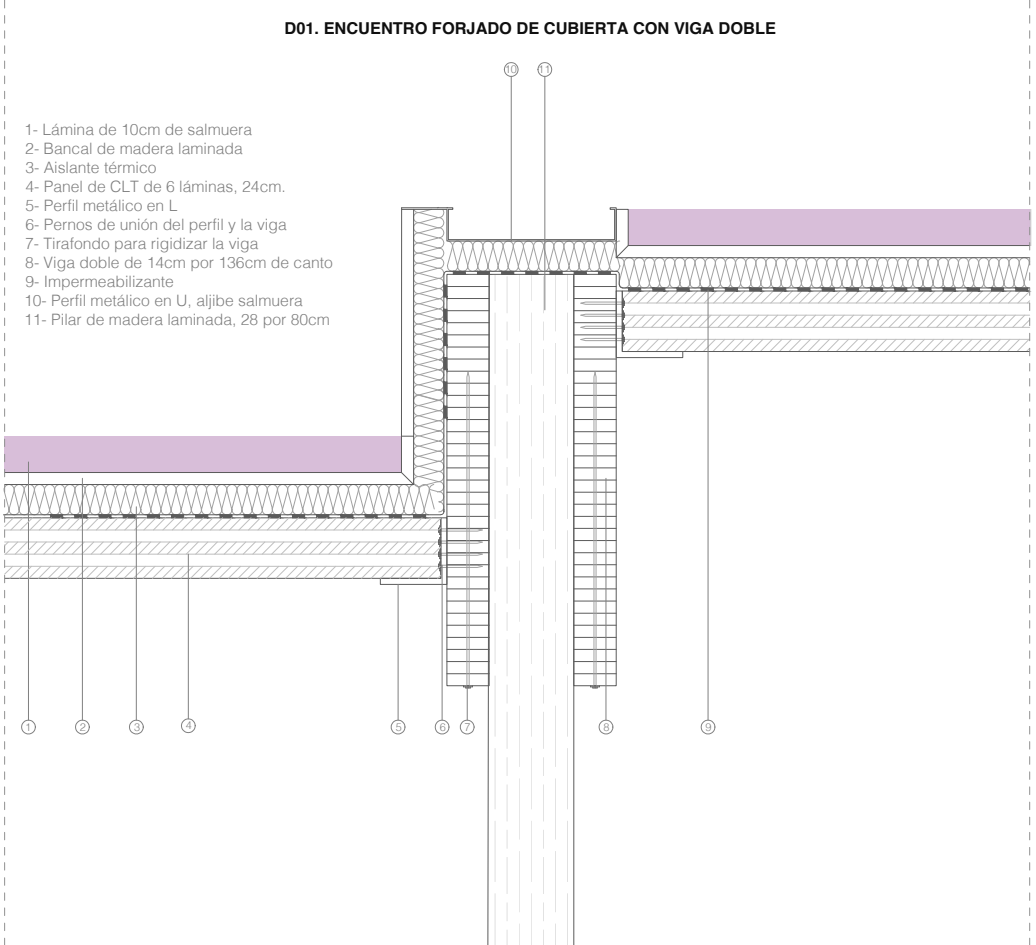 D01. ENCUENTRO FORJADO DE CUBIERTA CON VIGA DOBLE
10 11
1- Lámina de 10cm de salmuera
2- Bancal de madera laminada
3- Aislante térmico
4- Panel de CLT de 6 láminas, 24cm.
5- Perfil metálico en L
6- Pernos de unión del perfil y la viga
7- Tirafondo para rigidizar la viga
8- Viga doble de 14cm por 136cm de canto
9- Impermeabilizante
10- Perfil metálico en U, aljibe salmuera
11- Pilar de madera laminada, 28 por 80cm
1 2 3 4 5 6 7 8 9